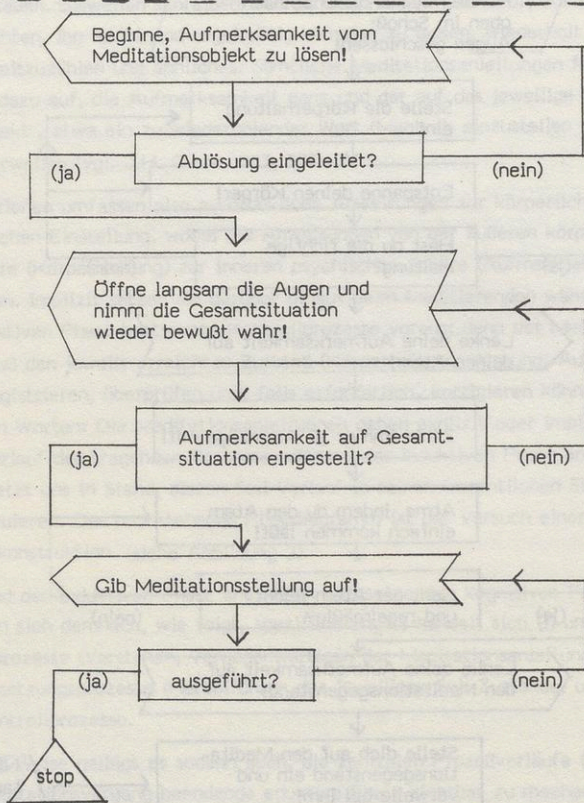 Beginne, Aufmerksamkeit vom
Meditationsobjekt zu lösen!
Ablösung eingeleitet?
(ja)
(nein)
Öffne langsam die Augen und
nimm die Gesamtsituation
wieder bewußt wahr!
Aufmerksamkeit auf Gesamt-
situation eingestellt?
(ja)
(nein)
Gib Meditationsstellung auf!
(ja)
ausgeführt?
(nein)
stop